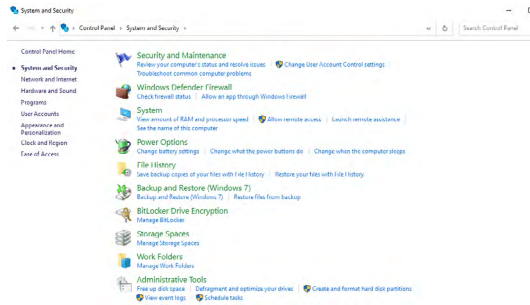 System and Security
Control Panel > System and Security >
Search Control Panel
Control Panel Home
System and Security
Network and Internet
Hardware and Sound
Programs
User Accounts
Appearance and
Personalization
Clock and Region
Ease of Access
Security and Maintenance
Review your computer's status and resolve issues | Change User Account Control settings |
Troubleshoot common computer problems
Windows Defender Firewall
Check firewall status | Allow an app through Windows Firewall
System
View amount of RAM and processor speed | Allow remote access | Launch remote assistance |
See the name of this computer
Power Options
Change battery settings | Change what the power buttons do | Change when the computer sleeps
File History
Save backup copies of your files with File History | Restore your files with File History
Backup and Restore (Windows 7)
Backup and Restore (Windows 7) | Restore files from backup
BitLocker Drive Encryption
Manage BitLocker
Storage Spaces
Manage Storage Spaces
Work Folders
Manage Work Folders
Administrative Tools
Free up disk space | Defragment and optimize your drives | Create and format hard disk partitions
View event logs | Schedule tasks